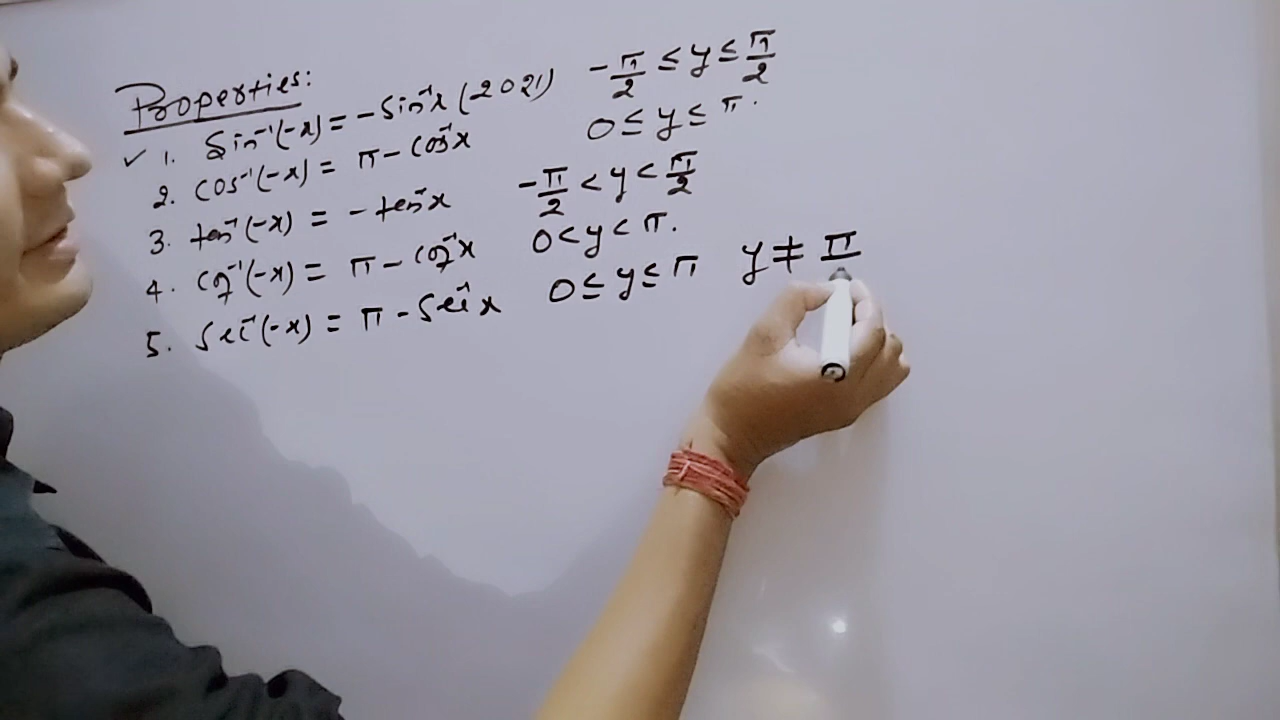 Properties:
✓ 1. Sin⁻¹(-x) = -Sin⁻¹x (2021) -π/2 ≤ y ≤ π/2
2. Cos⁻¹(-x) = π - Cos⁻¹x 0 ≤ y ≤ π.
3. tan⁻¹(-x) = - tan⁻¹x -π/2 < y < π/2
4. Cot⁻¹(-x) = π - Cot⁻¹x 0 < y < π.
5. Sec⁻¹(-x) = π - Sec⁻¹x 0 ≤ y ≤ π y ≠ π